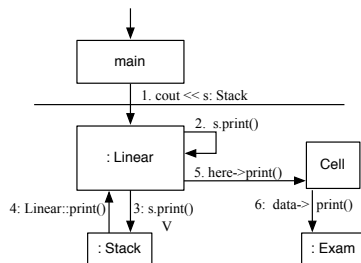 main
1. cout << s: Stack
2. s.print()
: Linear
Cell
5. here->print()
4: Linear::print()
3: s.print()
V
6: data-> print()
: Stack
: Exam